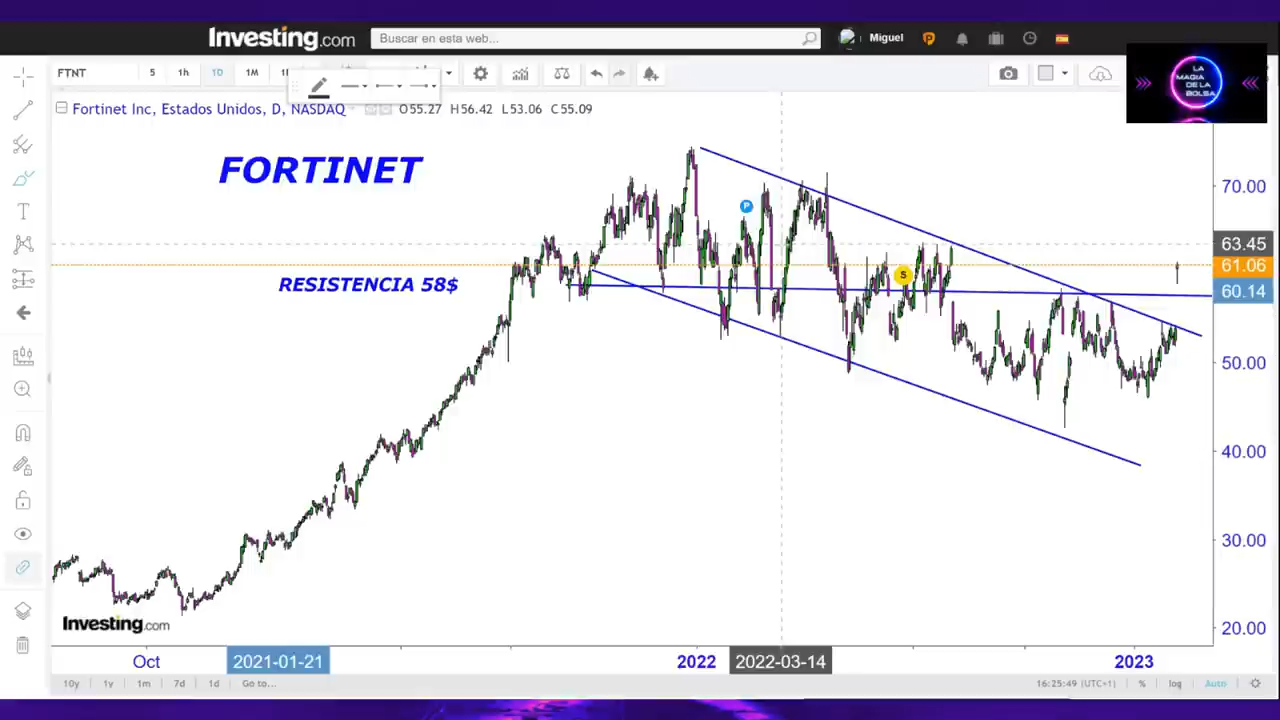 Investing.com
Buscar en esta web...
Miguel
FTNT 5 1h 1D 1M
LA MAGIA DE LA BOLSA
Fortinet Inc, Estados Unidos, D, NASDAQ O55.27 H56.42 L53.06 C55.09
FORTINET
RESISTENCIA 58$
P
S
70.00
63.45
61.06
60.14
50.00
40.00
30.00
20.00
Investing.com
Oct 2021-01-21 2022 2022-03-14 2023
10y 1y 1m 7d 1d Go to... 16:25:49 (UTC+1) % log Auto